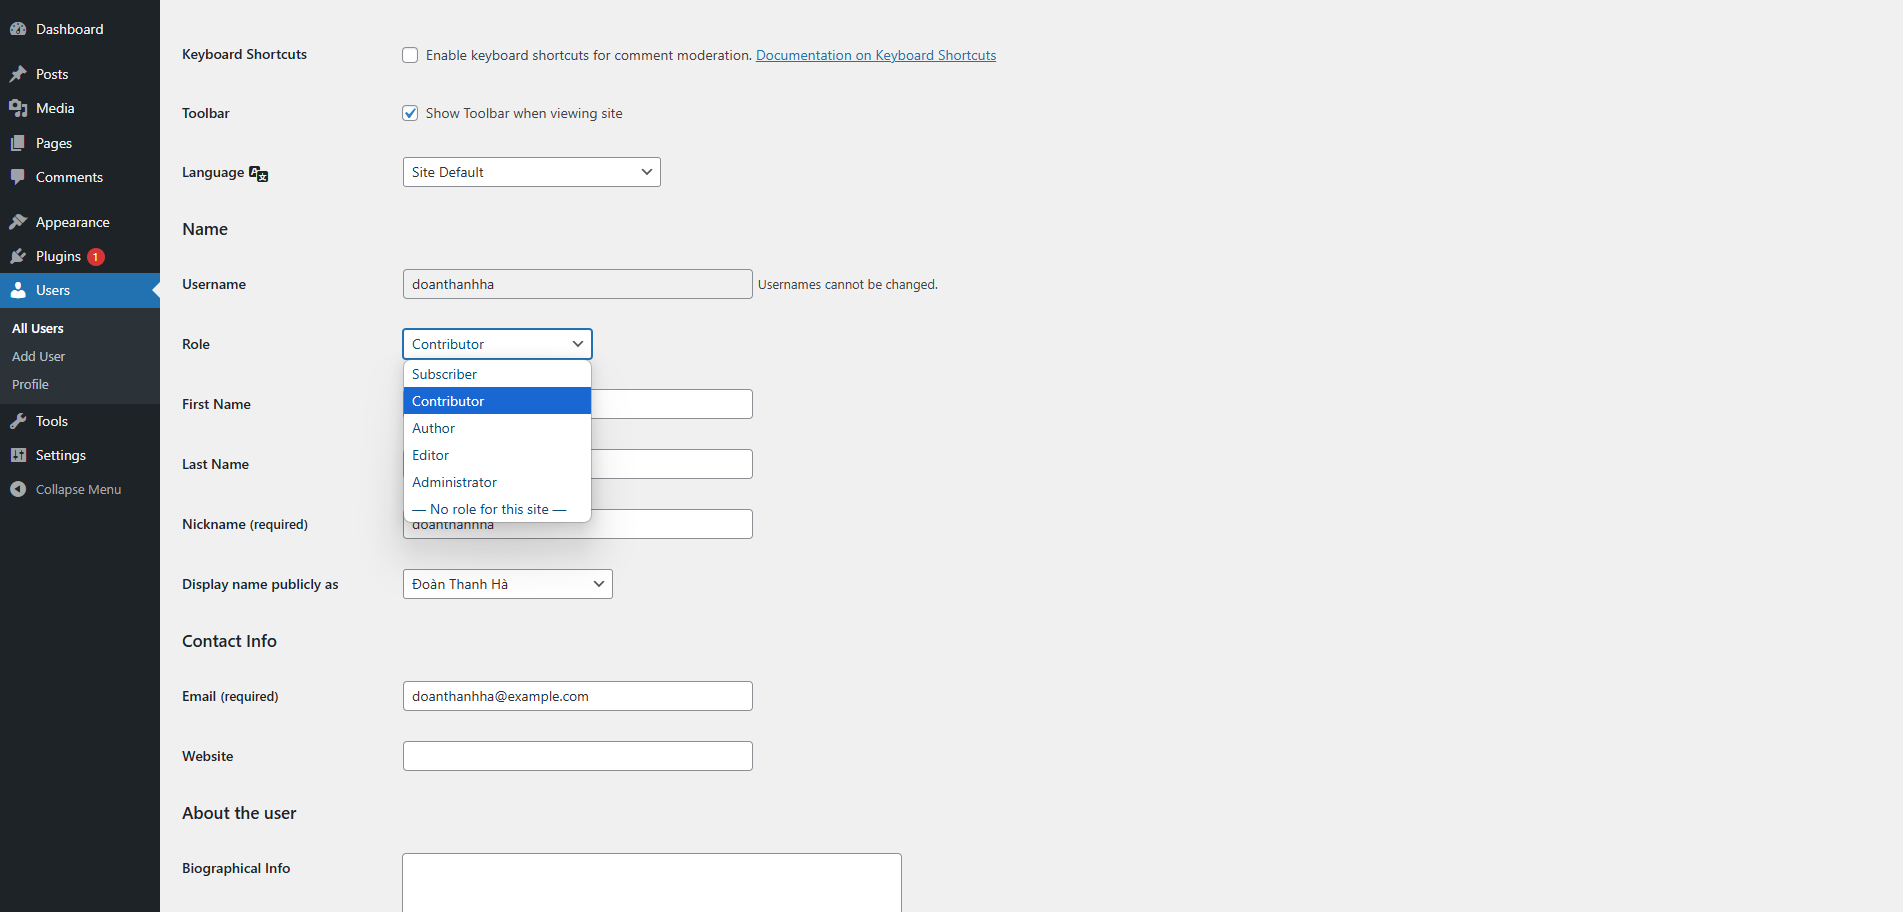 Dashboard
Posts
Media
Pages
Comments
Appearance
Plugins 1
Users
All Users
Add User
Profile
Tools
Settings
Collapse Menu
Keyboard Shortcuts
Enable keyboard shortcuts for comment moderation. Documentation on Keyboard Shortcuts
Toolbar
Show Toolbar when viewing site
Language
Site Default
Name
Username
doanthanhha
Usernames cannot be changed.
Role
Contributor
Subscriber
Contributor
Author
Editor
Administrator
— No role for this site —
First Name
Last Name
Nickname (required)
doanthanhha
Display name publicly as
Đoàn Thanh Hà
Contact Info
Email (required)
doanthanhha@example.com
Website
About the user
Biographical Info